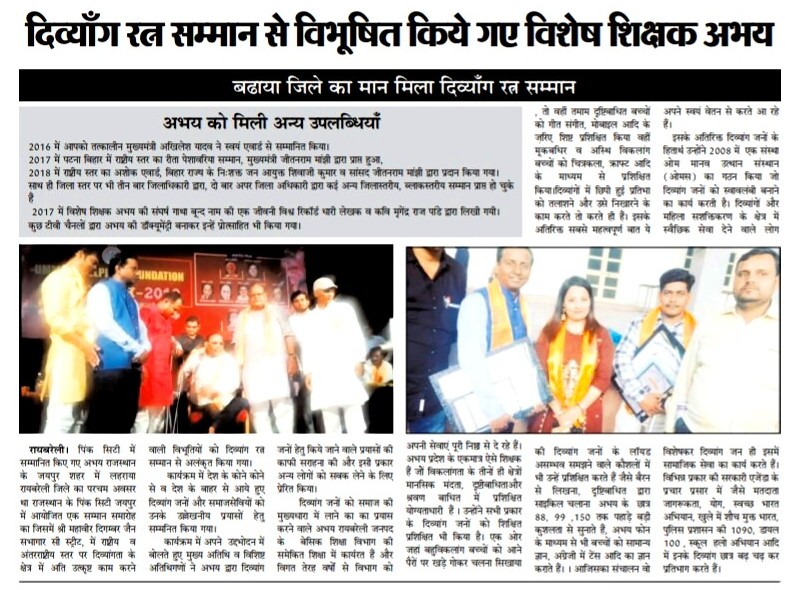 दिव्याँग रत्न सम्मान से विभूषित किये गए विशेष शिक्षक अभय
बढाया जिले का मान मिला दिव्याँग रत्न सम्मान
अभय को मिली अन्य उपलब्धियाँ
2016 में आपको तत्कालीन मुख्यमंत्री अखिलेश यादव ने स्वयं एवार्ड से सम्मानित किया।
2017 में पटना बिहार में राष्ट्रीय स्तर का रीता पेशावरिया सम्मान, मुख्यमंत्री जीतनराम मांझी द्वारा प्राप्त हुआ,
2018 में राष्ट्रीय स्तर का अशोक एवार्ड, बिहार राज्य के निःशक्त जन आयुक्त शिवाजी कुमार व सांसद जीतनराम मांझी द्वारा प्रदान किया गया।
साथ ही जिला स्तर पर भी तीन बार जिलाधिकारी द्वारा, दो बार अपर जिला अधिकारी द्वारा कई अन्य जिलास्तरीय, ब्लाकस्तरीय सम्मान प्राप्त हो चुके
है
2017 में विशेष शिक्षक अभय की संघर्ष गाथा बून्द नाम की एक जीवनी विश्व रिकॉर्ड धारी लेखक व कवि मृगेंद्र राज पांडे द्वारा लिखी गयी।
कुछ टीवी चैनलों द्वारा अभय की डॉक्यूमेंट्री बनाकर इन्हें प्रोत्साहित भी किया गया।
रायबरेली। पिंक सिटी में
सम्मानित किए गए अभय राजस्थान
के जयपुर शहर में लहराया
रायबरेली जिला का परचम अवसर
था राजस्थान के पिंक सिटी जयपुर
में आयोजित एक सम्मान समारोह
का जिसमें श्री महावीर दिगम्बर जैन
सभागार सी स्ट्रीट, में राष्ट्रीय व
अंतरराष्ट्रीय स्तर पर दिव्यांगता के
क्षेत्र में अति उत्कृष्ट काम करने
वाली विभूतियों को दिव्यांग रत्न
सम्मान से अलंकृत किया गया।
कार्यक्रम में देश के कोने कोने
से व देश के बाहर से आये हुए
दिव्यांग जनों और समाजसेवियों को
उनके उल्लेखनीय प्रयासों हेतु
सम्मानित किया गया।
कार्यक्रम में अपने उद्बोधन में
बोलते हुए मुख्य अतिथि व विशिष्ट
अतिथिगणों ने अभय द्वारा दिव्यांग
जनों हेतु किये जाने वाले प्रयासों की
काफी सराहना की और इसी प्रकार
अन्य लोगों को सबक लेने के लिए
प्रेरित किया।
दिव्यांग जनों को समाज की
मुख्यधारा में लाने का का प्रयास
करने वाले अभय रायबरेली जनपद
के बेसिक शिक्षा विभाग की
समेकित शिक्षा में कार्यरत हैं और
विगत तेरह वर्षों से विभाग को
अपनी सेवाएं पूरी निष्ठा से दे रहे हैं।
अभय प्रदेश के एकमात्र ऐसे शिक्षक
हैं जो विकलांगता के तीनों ही क्षेत्रों
मानसिक मंदता, दृष्टिबाधिताऔर
श्रवण बाधित में प्रशिक्षित
योग्यताधारी हैं । उन्होंने सभी प्रकार
के दिव्यांग जनों को शिक्षित
प्रशिक्षित भी किया है। एक ओर
जहां बहुविकलांग बच्चों को अपने
पैरों पर खड़े होकर चलना सिखाया
, तो वहीं तमाम दृष्टिबाधित बच्चों
को गीत संगीत, मोबाइल आदि के
जरिए शिष्ट प्रशिक्षित किया वहीं
मूकबधिर व अस्थि विकलांग
बच्चों को चित्रकला, क्राफ्ट आदि
के माध्यम से प्रशिक्षित
किया।दिव्यांगों में छिपी हुई प्रतिभा
को तलाशने और उसे निखारने के
काम करते तो करते ही हैं। इसके
अतिरिक्त सबसे महत्वपूर्ण बात ये
की दिव्यांग जनों के लॉयड
असम्भव समझने वाले कौशलों में
भी उन्हें प्रशिक्षित करते हैं जैसे बैरन
से लिखना, दृष्टिबाधित द्वारा
साइकिल चलाना अभय के छात्र
88, 99 ,150 तक पहाड़े बड़ी
कुशलता से सुनाते हैं, अभय फोन
के माध्यम से भी बच्चों को सामान्य
ज्ञान, अंग्रेजी में टेंस आदि का ज्ञान
कराते हैं। । आजिसका संचालन वो
अपने स्वयं वेतन से करते आ रहे
हैं।
इसके अतिरिक्त दिव्यांग जनों के
हितार्थ उन्होंने 2008 में एक संस्था
ओम मानव उत्थान संस्थान
(ओमस) का गठन किया जो
दिव्यांग जनों को स्वावलंबी बनाने
का कार्य करती है। दिव्यांगों और
महिला सशक्तिकरण के क्षेत्र में
स्वैछिक सेवा देने वाले लोग
विशेषकर दिव्यांग जन ही इसमें
सामाजिक सेवा का कार्य करते हैं।
विभिन्न प्रकार की सरकारी एजेंडा के
प्रचार प्रसार में जैसे मतदाता
जागरूकता, योग, स्वच्छ भारत
अभियान, खुले में शौच मुक्त भारत,
पुलिस प्रशासन की 1090, डायल
100 , स्कूल हलो अभियान आदि
में इनके दिव्यांग छात्र बढ़ चढ़ कर
प्रतिभाग करते हैं।